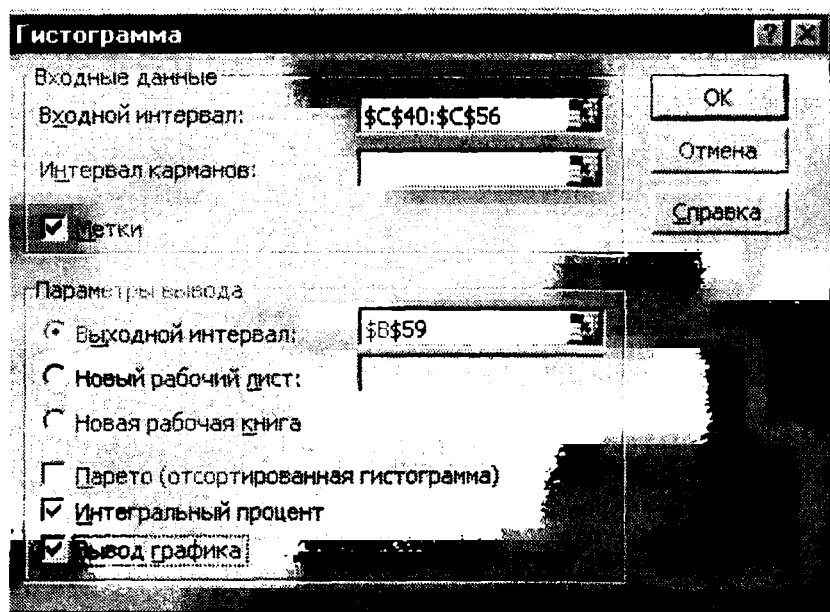 Гистограмма
Входные данные
Входной интервал:
$C$40:$C$56
Интервал карманов:
Метки
OK
Отмена
Справка
Параметры вывода
Выходной интервал:
$B$59
Новый рабочий лист:
Новая рабочая книга
Парето (отсортированная гистограмма)
Интегральный процент
Вывод графика